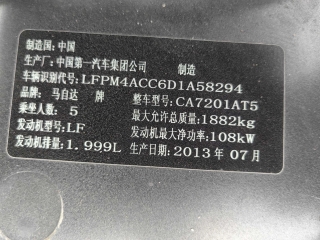 制造国:中国
生产厂:中国第一汽车集团公司 制造
车辆识别代号:LFPM4ACC6D1A58294
品牌:马自达 牌 整车型号:CA7201AT5
乘坐人数: 5 最大允许总质量:1882kg
发动机型号:LF 发动机最大净功率:108kW
发动机排量:1.999L 2013年07月